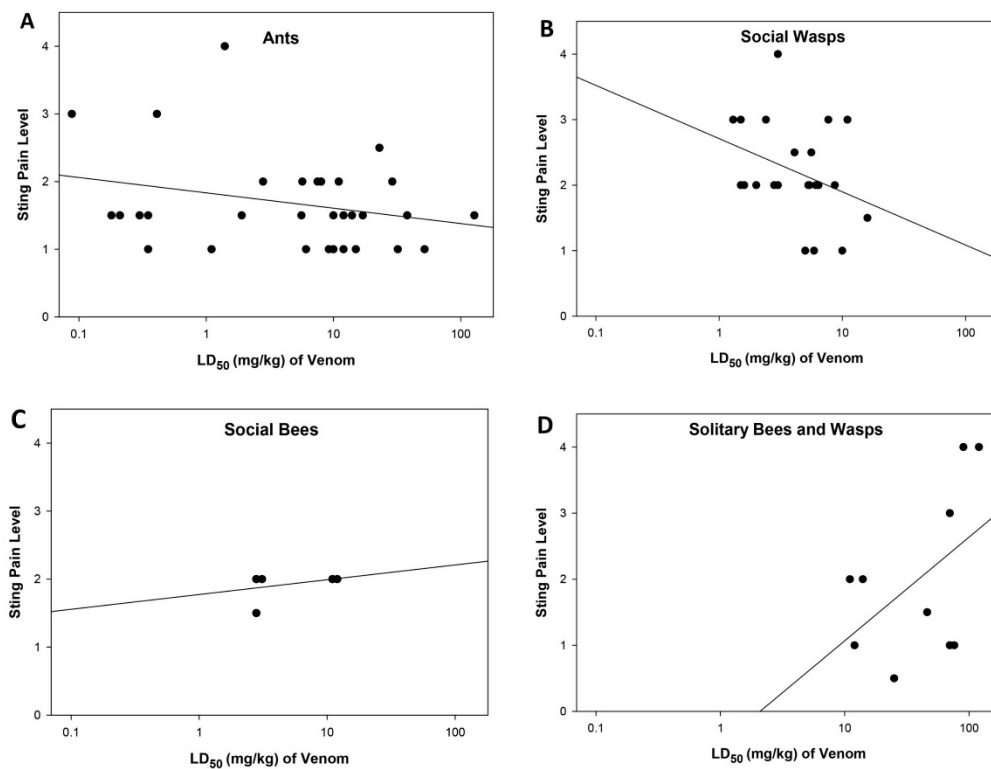 A
Ants
4
3
2
1
0
Sting Pain Level
0.1 1 10 100
LD50 (mg/kg) of Venom
B
Social Wasps
4
3
2
1
0
Sting Pain Level
0.1 1 10 100
LD50 (mg/kg) of Venom
C
Social Bees
4
3
2
1
0
Sting Pain Level
0.1 1 10 100
LD50 (mg/kg) of Venom
D
Solitary Bees and Wasps
4
3
2
1
0
Sting Pain Level
0.1 1 10 100
LD50 (mg/kg) of Venom